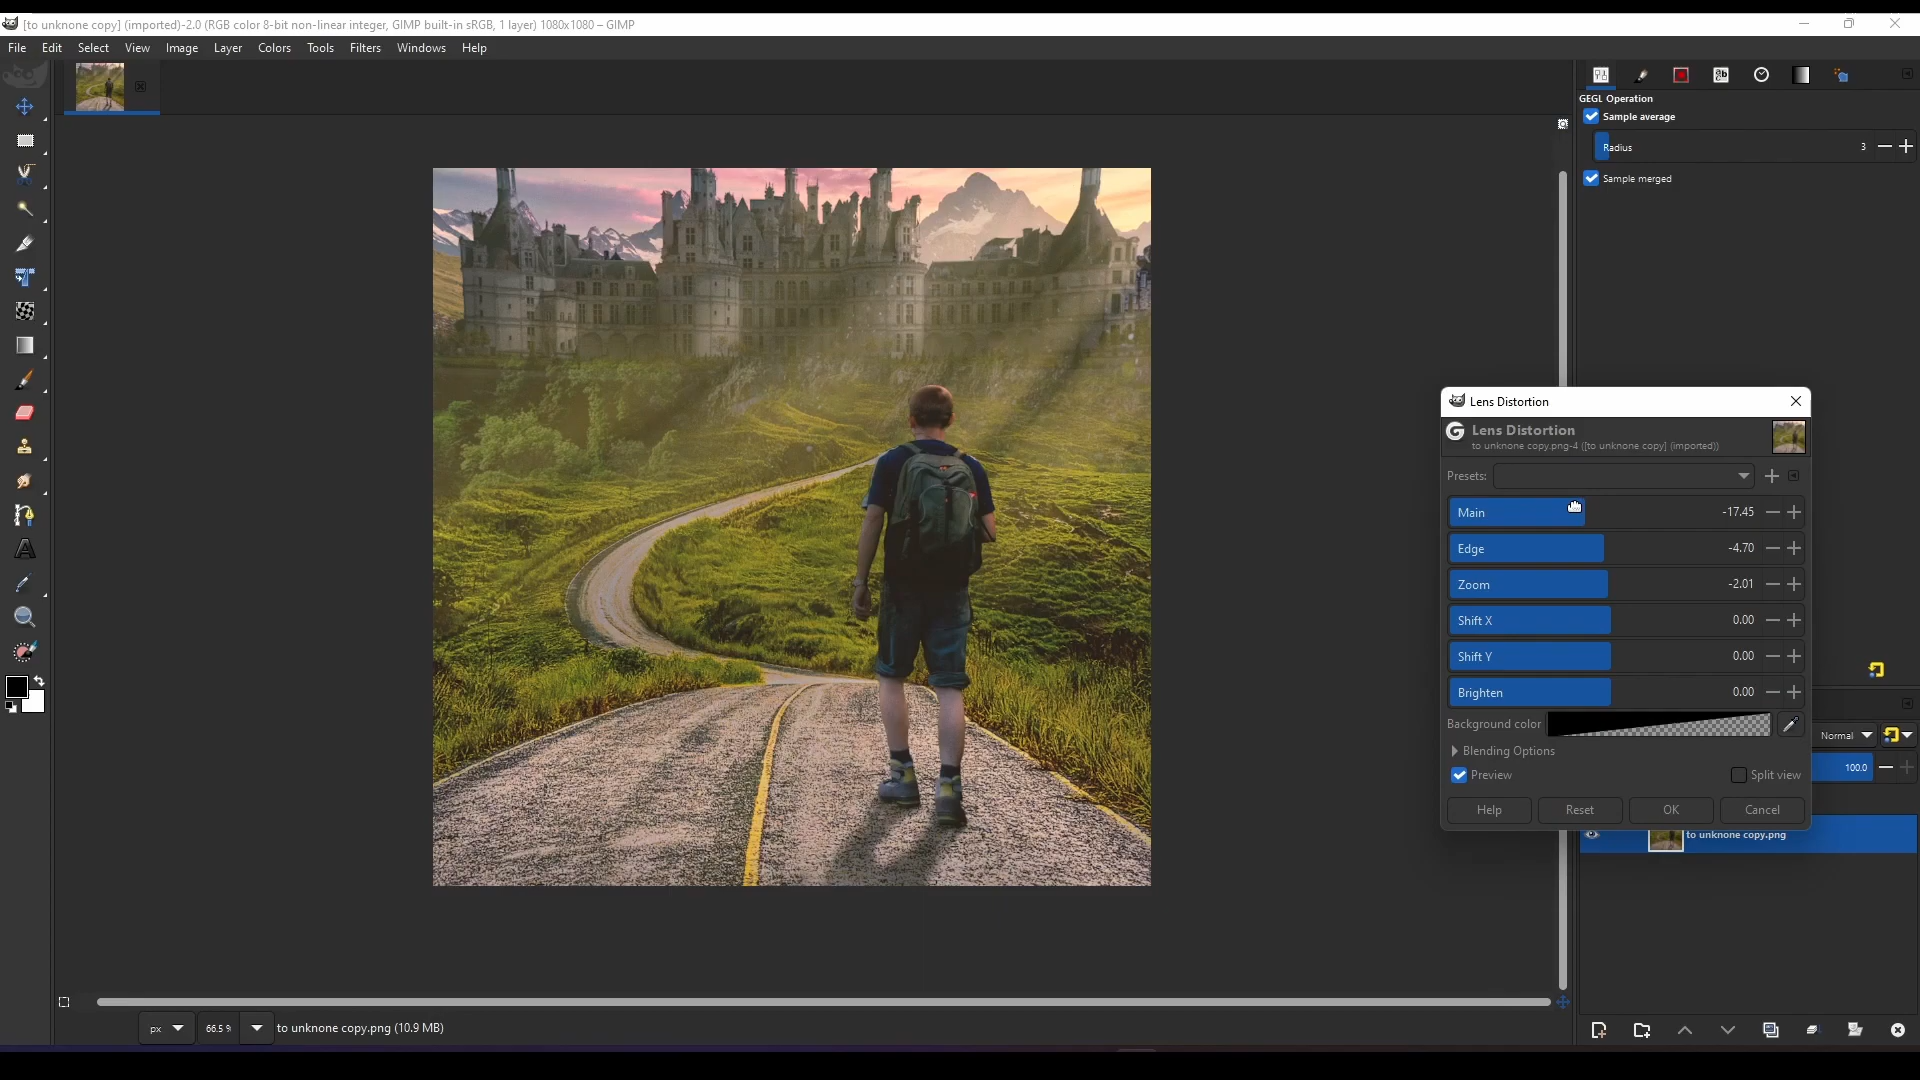 [to unknone copy] (imported)-2.0 (RGB color 8-bit non-linear integer, GIMP built-in sRGB, 1 layer) 1080x1080 – GIMP
File Edit Select View Image Layer Colors Tools Filters Windows Help
GEGL Operation
Sample average
Radius 3
Sample merged
Lens Distortion
Lens Distortion
to unknone copy.png-4 ([to unknone copy] (imported))
Presets:
Main -17.45
Edge -4.70
Zoom -2.01
Shift X 0.00
Shift Y 0.00
Brighten 0.00
Background color
Normal
Blending Options
100.0
Preview Split view
Help Reset OK Cancel
to unknone copy.png
px 66.5 % to unknone copy.png (10.9 MB)